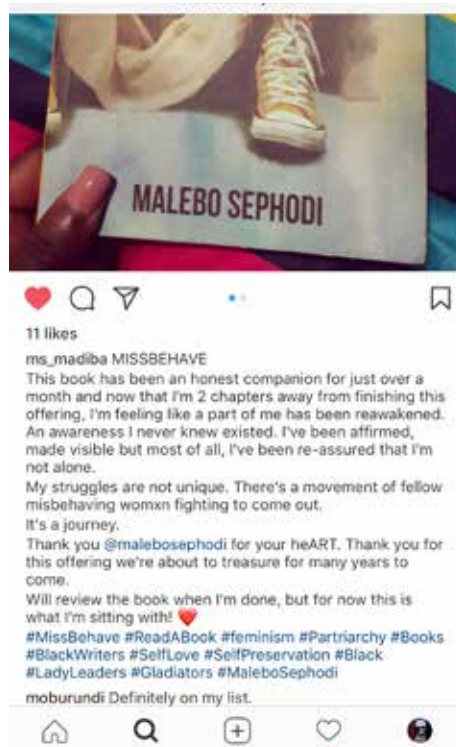 MALEBO SEPHODI
11 likes
ms_madiba MISSBEHAVE
This book has been an honest companion for just over a
month and now that I'm 2 chapters away from finishing this
offering, I'm feeling like a part of me has been reawakened.
An awareness I never knew existed. I've been affirmed,
made visible but most of all, I've been re-assured that I'm
not alone.
My struggles are not unique. There's a movement of fellow
misbehaving womxn fighting to come out.
It's a journey.
Thank you @malebosephodi for your heART. Thank you for
this offering we're about to treasure for many years to
come.
Will review the book when I'm done, but for now this is
what I'm sitting with! ❤️
#MissBehave #ReadABook #feminism #Partriarchy #Books
#BlackWriters #SelfLove #SelfPreservation #Black
#LadyLeaders #Gladiators #MaleboSephodi
moburundi Definitely on my list.